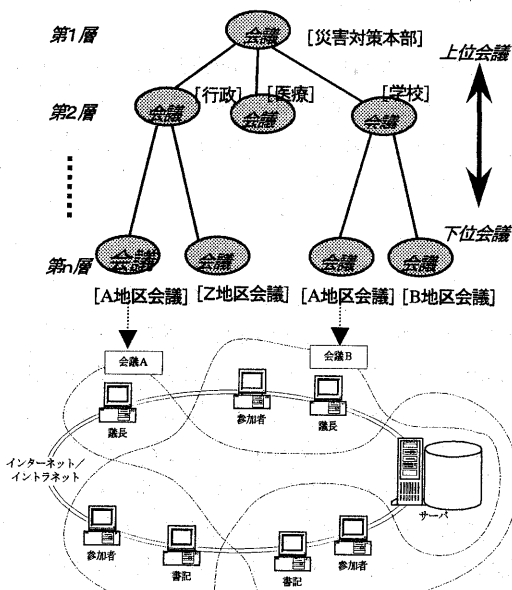 第1層
会議
[災害対策本部]
上位会議
第2層
会議
[行政]
会議
[医療]
会議
[学校]
下位会議
第n層
会議
会議
会議
会議
[A地区会議]
[Z地区会議]
[A地区会議]
[B地区会議]
会議A
会議B
議長
参加者
議長
インターネット／
イントラネット
サーバ
参加者
書記
書記
参加者